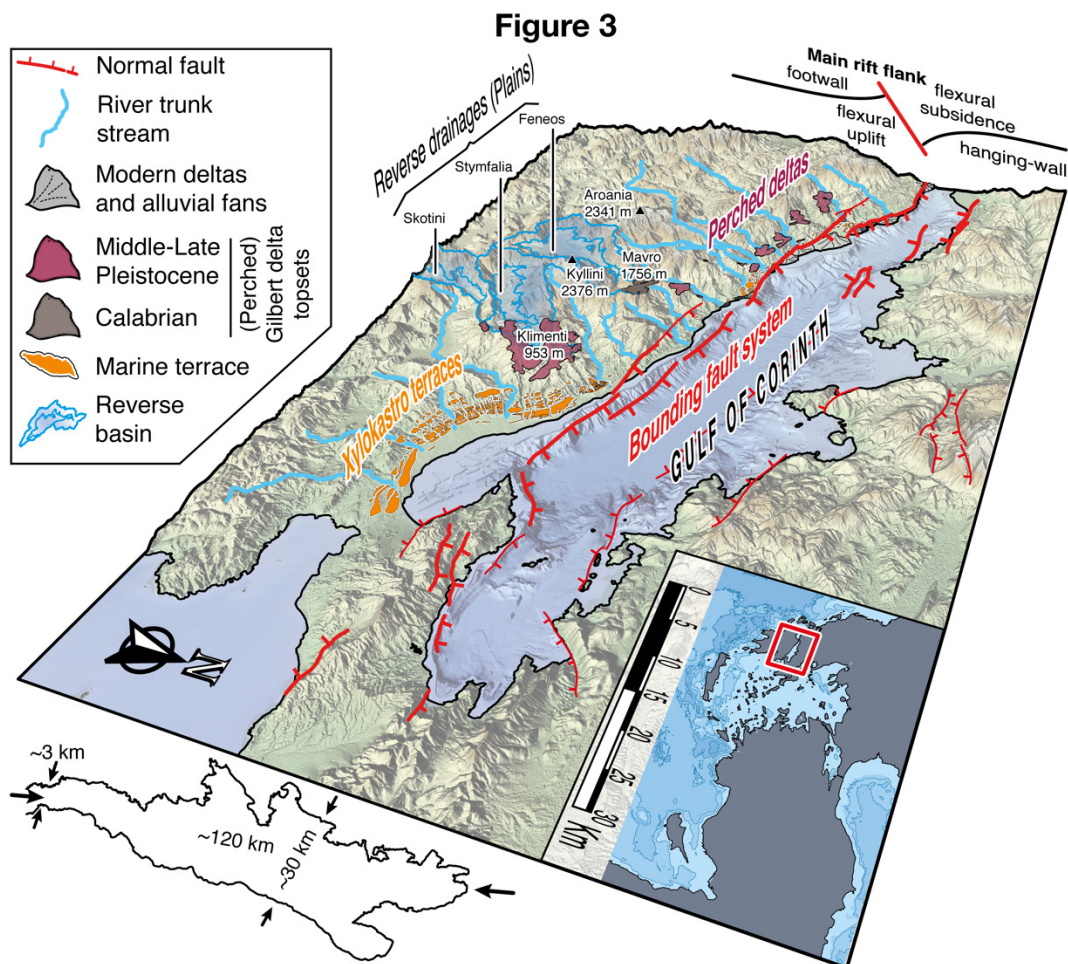 Figure 3
Normal fault
River trunk
stream
Modern deltas
and alluvial fans
Middle-Late
Pleistocene
Calabrian
(Perched)
Gilbert delta
topsets
Marine terrace
Reverse
basin
Main rift flank
footwall
flexural
subsidence
flexural
uplift
hanging-wall
Reverse drainages (Plains)
Feneos
Stymfalia
Skotini
Aroania
2341 m
Perched deltas
Mavro
1756 m
Kyllini
2376 m
Klimenti
953 m
Xylokastro terraces
Bounding fault system
GULF OF CORINTH
N
0
5
10
15
20
25
30
Km
~3 km
~120 km
~30 km